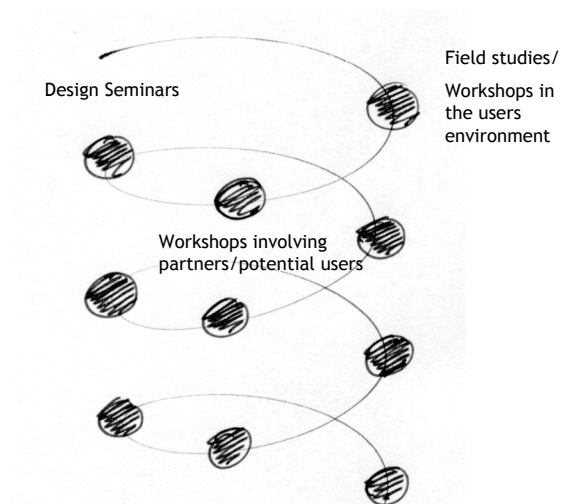 Field studies/
Design Seminars
Workshops in
the users
environment
Workshops involving
partners/potential users